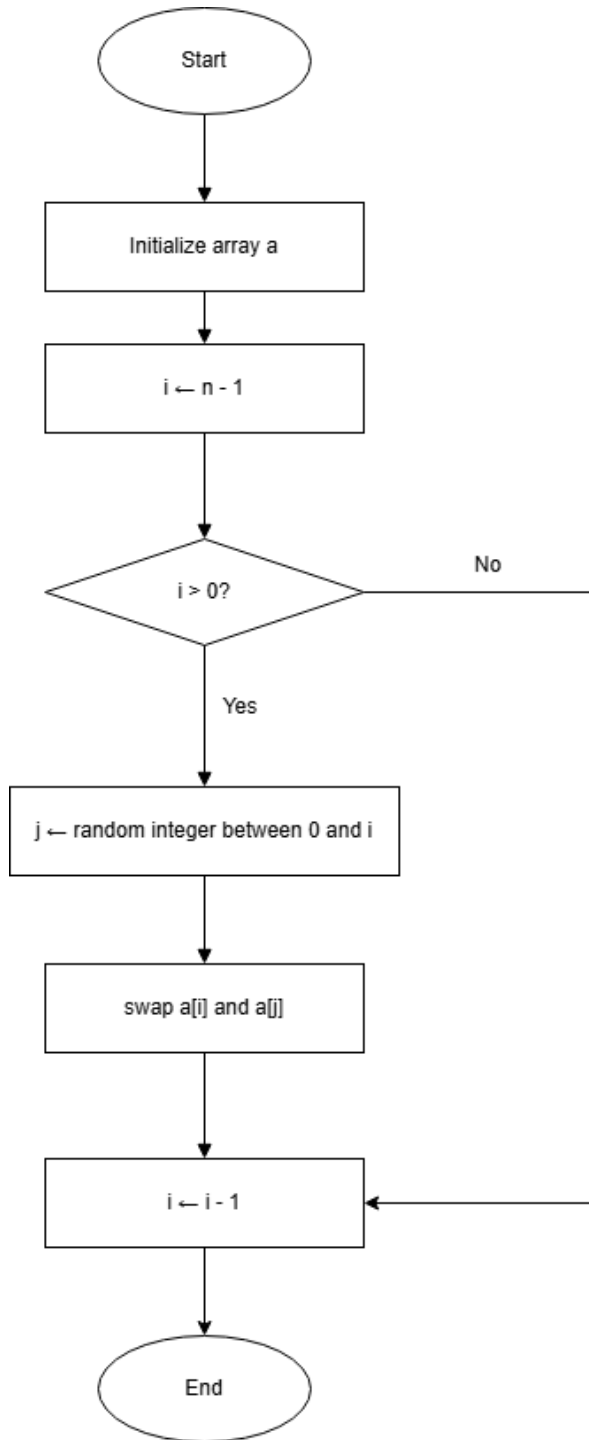 Start
Initialize array a
i ← n - 1
i > 0?
No
Yes
j ← random integer between 0 and i
swap a[i] and a[j]
i ← i - 1
End